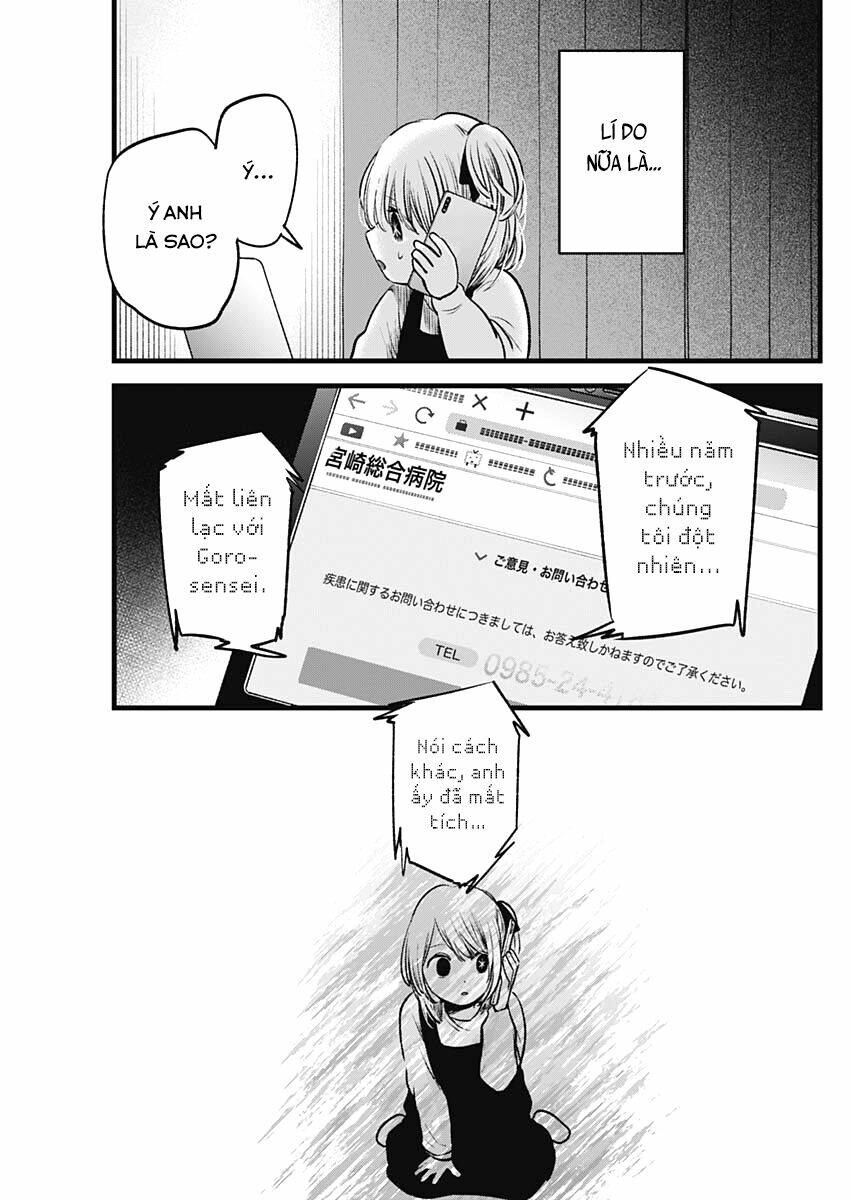 LÍ DO
NỮA LÀ...
Ý...
Ý ANH
LÀ SAO?
Nhiều năm
trước,
chúng
tôi đột
nhiên...
宮崎総合病院
Mất liên
lạc với
Goro-
sensei.
ご意見・お問い合わせ
疾患に関するお問い合わせにつきましては、お答え致しかねますのでご了承ください。
TEL
0985-24-4
Nói cách
khác, anh
ấy đã mất
tích...